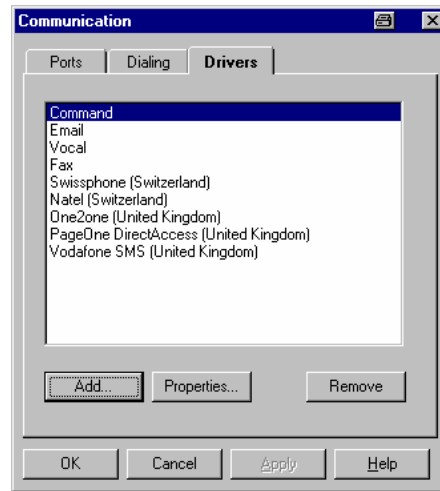 Communication
Ports Dialing Drivers
Command
Email
Vocal
Fax
Swissphone (Switzerland)
Natel (Switzerland)
One2one (United Kingdom)
PageOne DirectAccess (United Kingdom)
Vodafone SMS (United Kingdom)
Add... Properties... Remove
OK Cancel Apply Help